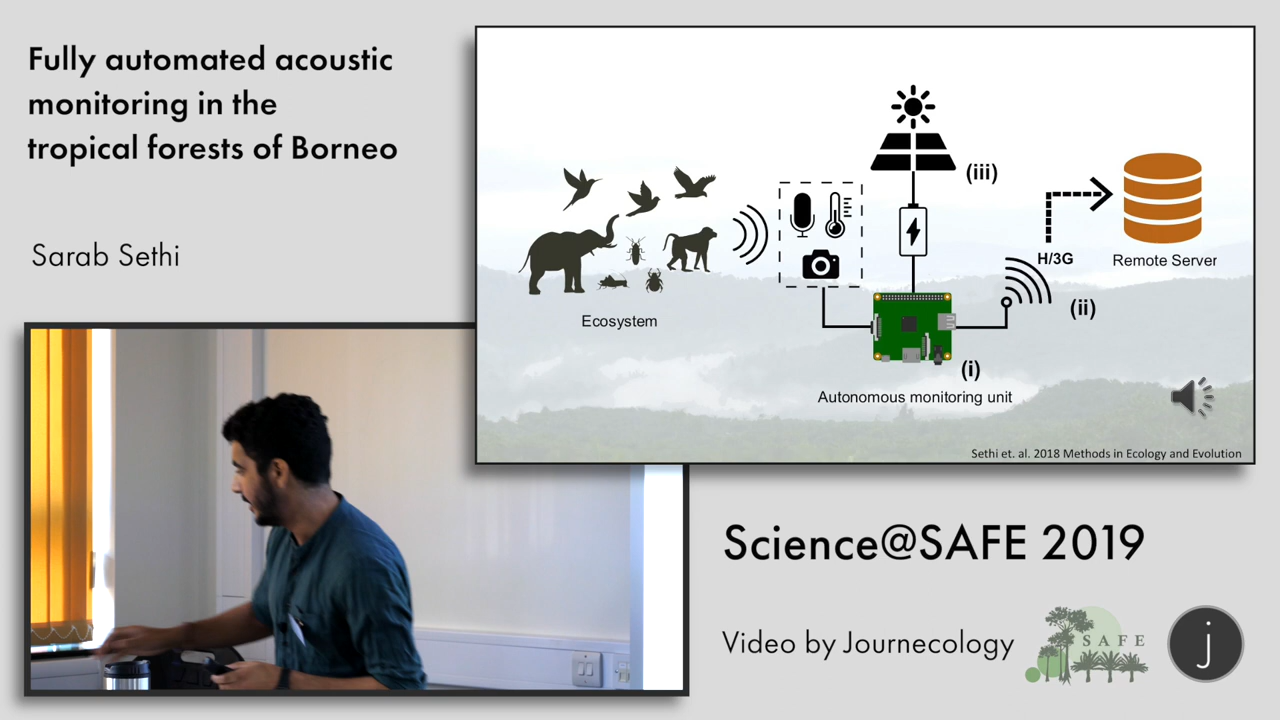 Fully automated acoustic
monitoring in the
tropical forests of Borneo
Sarab Sethi
(iii)
H/3G
Remote Server
(ii)
Ecosystem
(i)
Autonomous monitoring unit
Sethi et. al. 2018 Methods in Ecology and Evolution
Science@SAFE 2019
Video by Journecology
SAFE
j